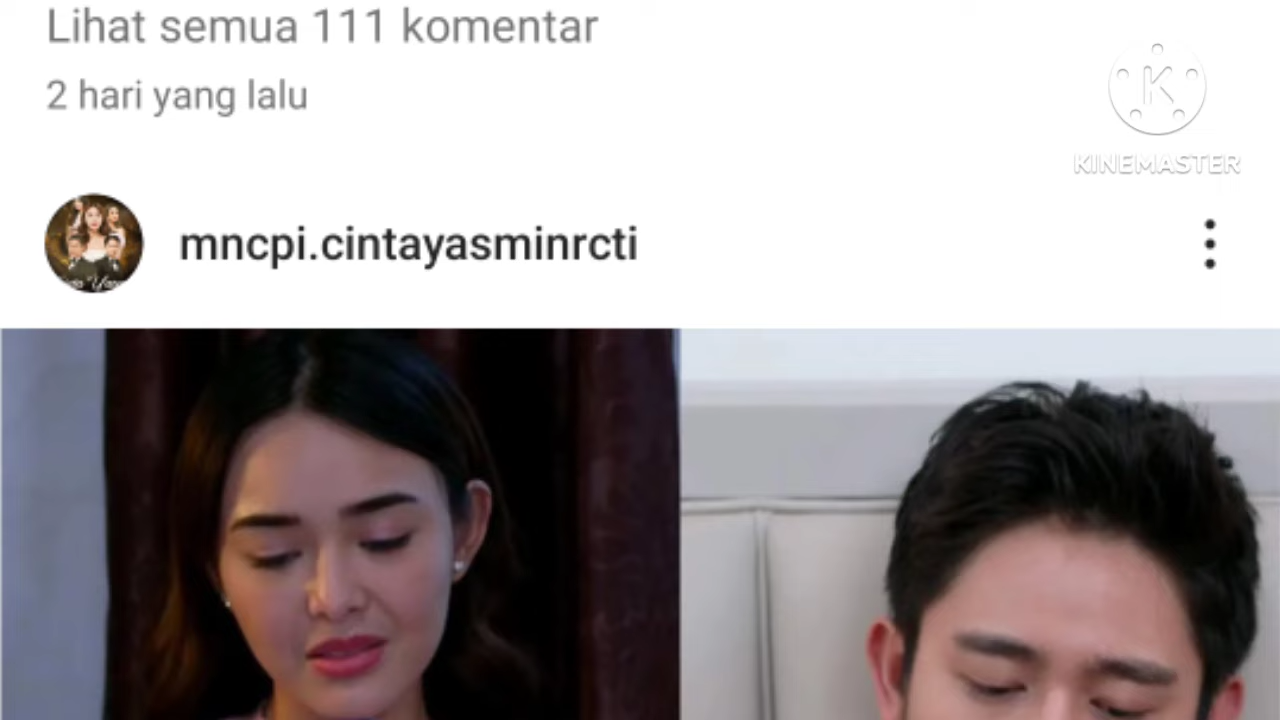 Lihat semua 111 komentar
2 hari yang lalu
K
KINEMASTER
mncpi.cintayasminrcti